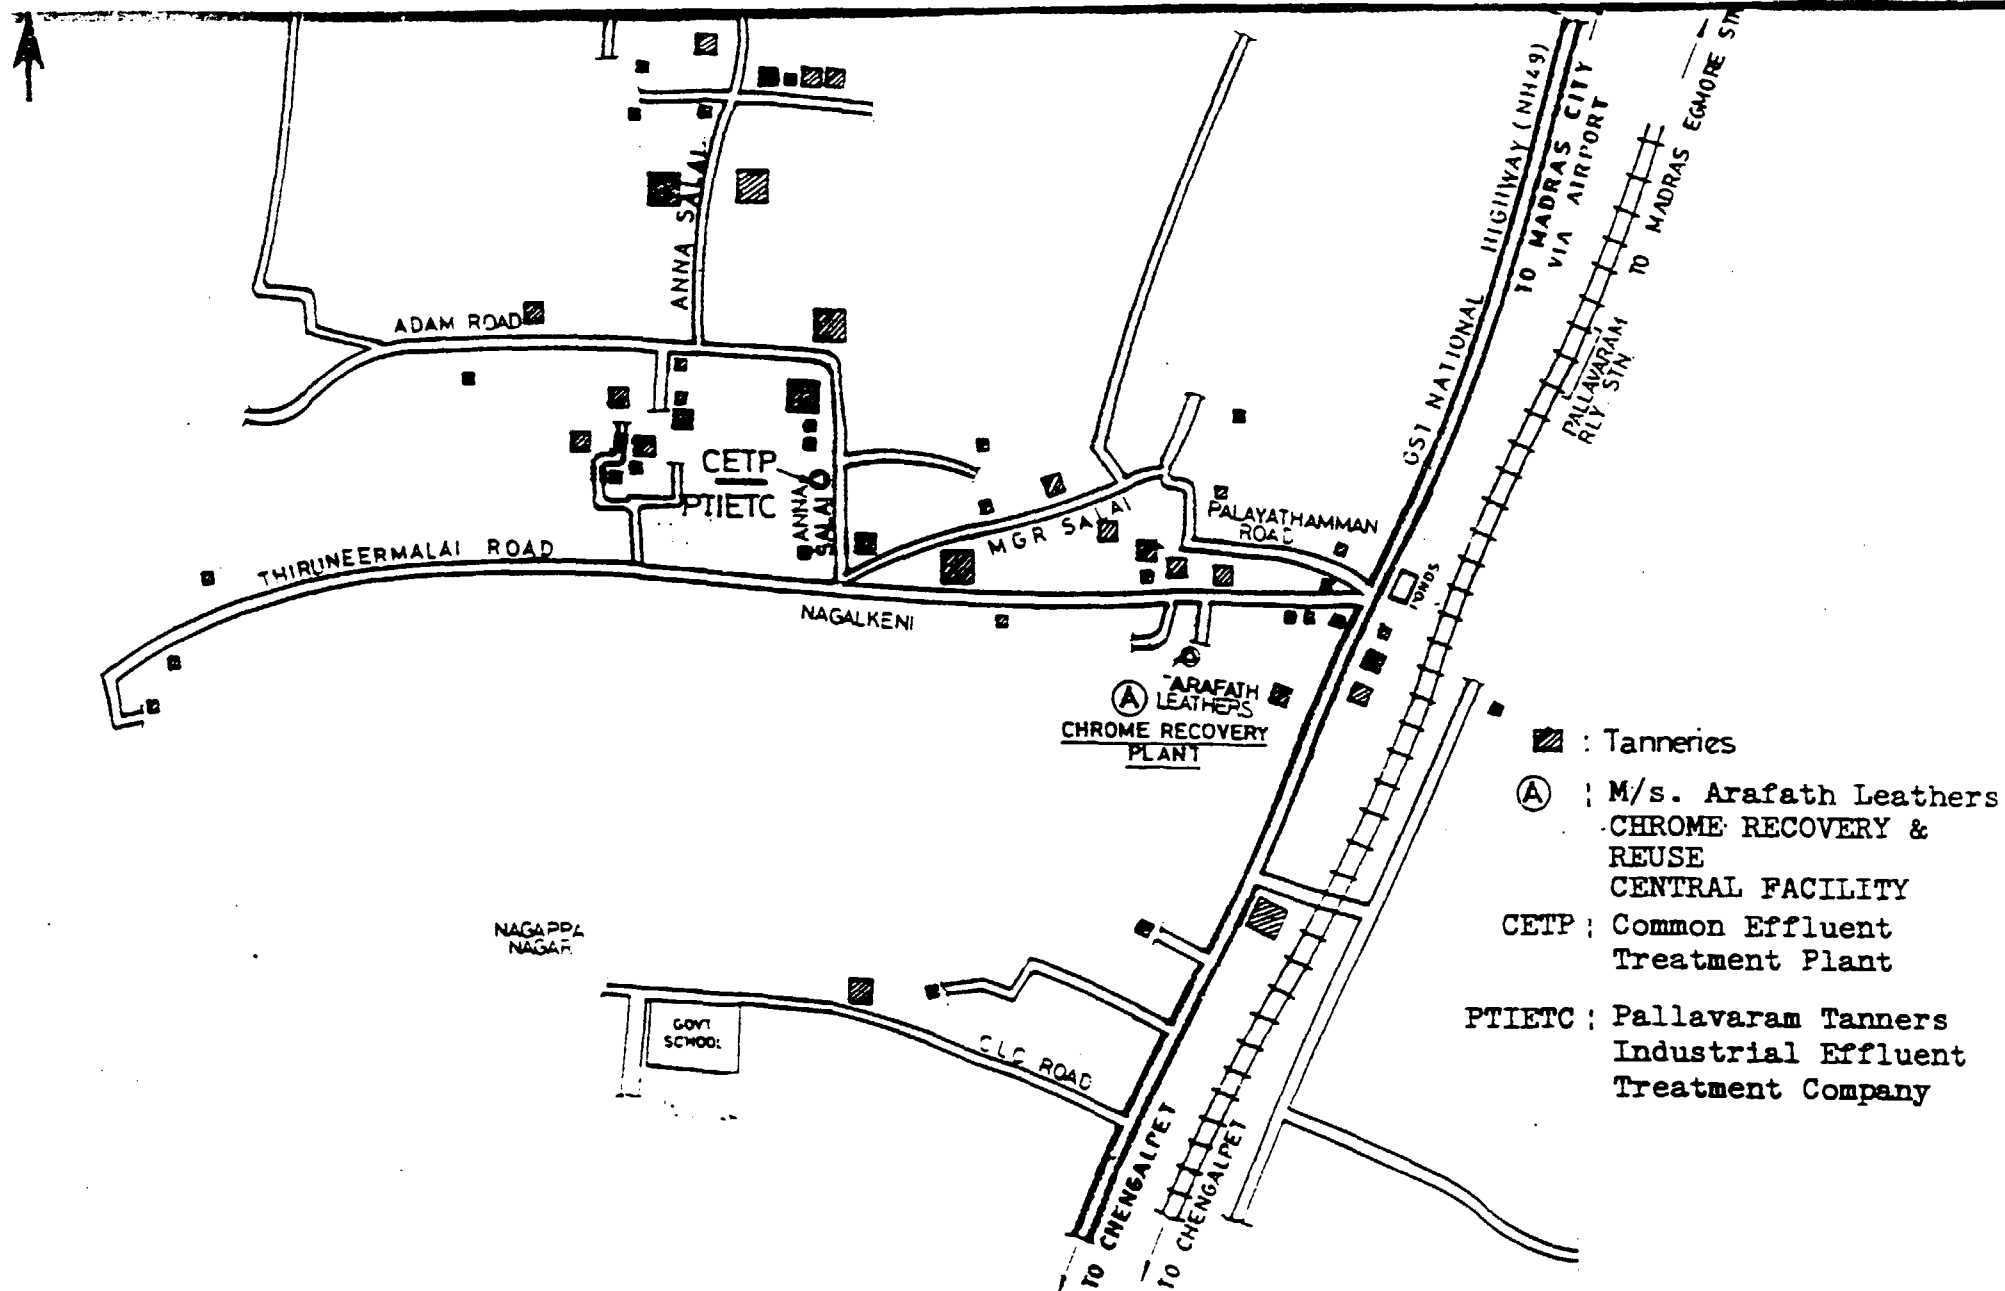 HIGHWAY (NH49)
TO MADRAS CITY
VIA AIRPORT
TO MADRAS EGMORE STN
ANNA SALAI
ADAM ROAD
GST NATIONAL
PALLAVARAM
RLY STN
CETP
PTIETC
ANNA
SALAI
MGR SALAI
PALAYATHAMMAN
ROAD
THIRUNEERMALAI ROAD
NAGALKENI
PONDS
A
ARAFATH
LEATHERS
CHROME RECOVERY
PLANT
NAGAPPA
NAGAR
GOVT
SCHOOL
CLC ROAD
TO CHENGALPET
TO CHENGALPET
: Tanneries
A : M/s. Arafath Leathers
CHROME RECOVERY &
REUSE
CENTRAL FACILITY
CETP : Common Effluent
Treatment Plant
PTIETC : Pallavaram Tanners
Industrial Effluent
Treatment Company